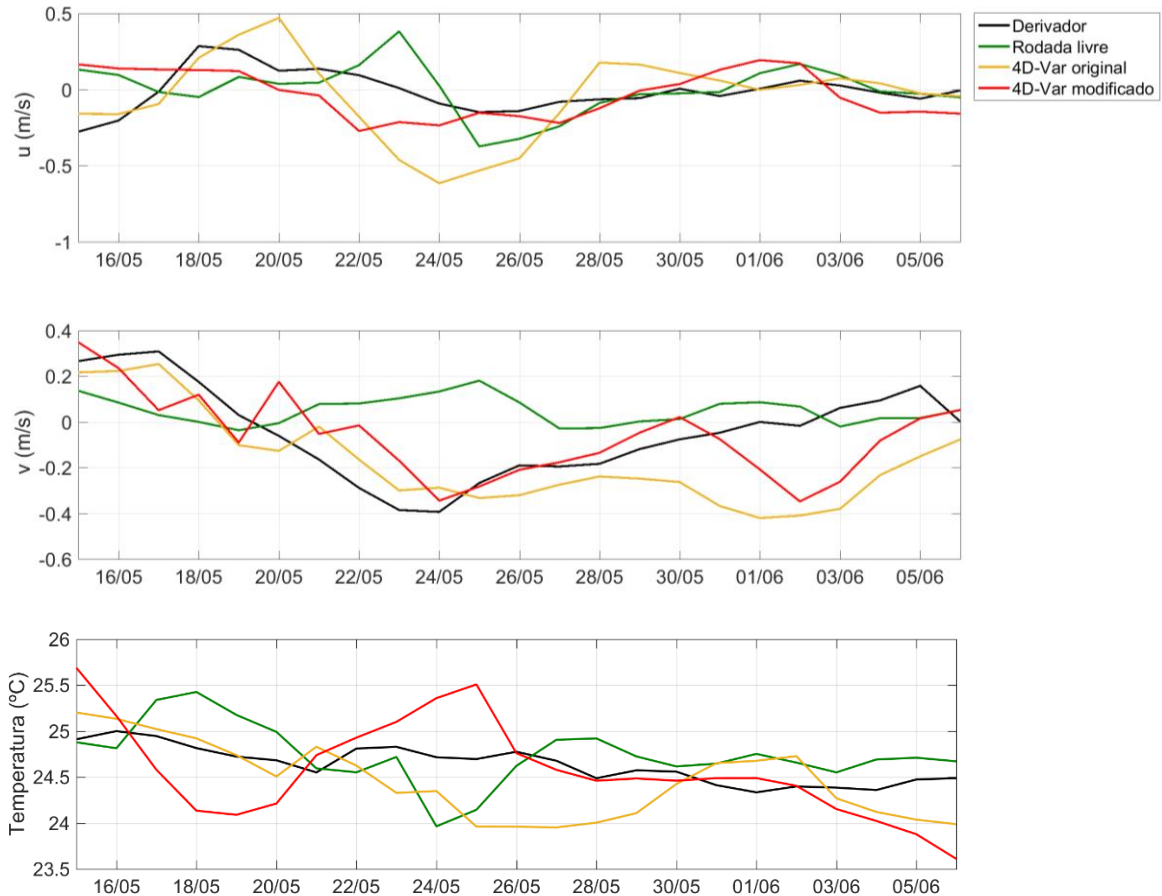 0.5
0
-0.5
-1
u (m/s)
16/05 18/05 20/05 22/05 24/05 26/05 28/05 30/05 01/06 03/06 05/06
Derivador
Rodada livre
4D-Var original
4D-Var modificado
0.4
0.2
0
-0.2
-0.4
-0.6
v (m/s)
16/05 18/05 20/05 22/05 24/05 26/05 28/05 30/05 01/06 03/06 05/06
26
25.5
25
24.5
24
23.5
Temperatura (ºC)
16/05 18/05 20/05 22/05 24/05 26/05 28/05 30/05 01/06 03/06 05/06